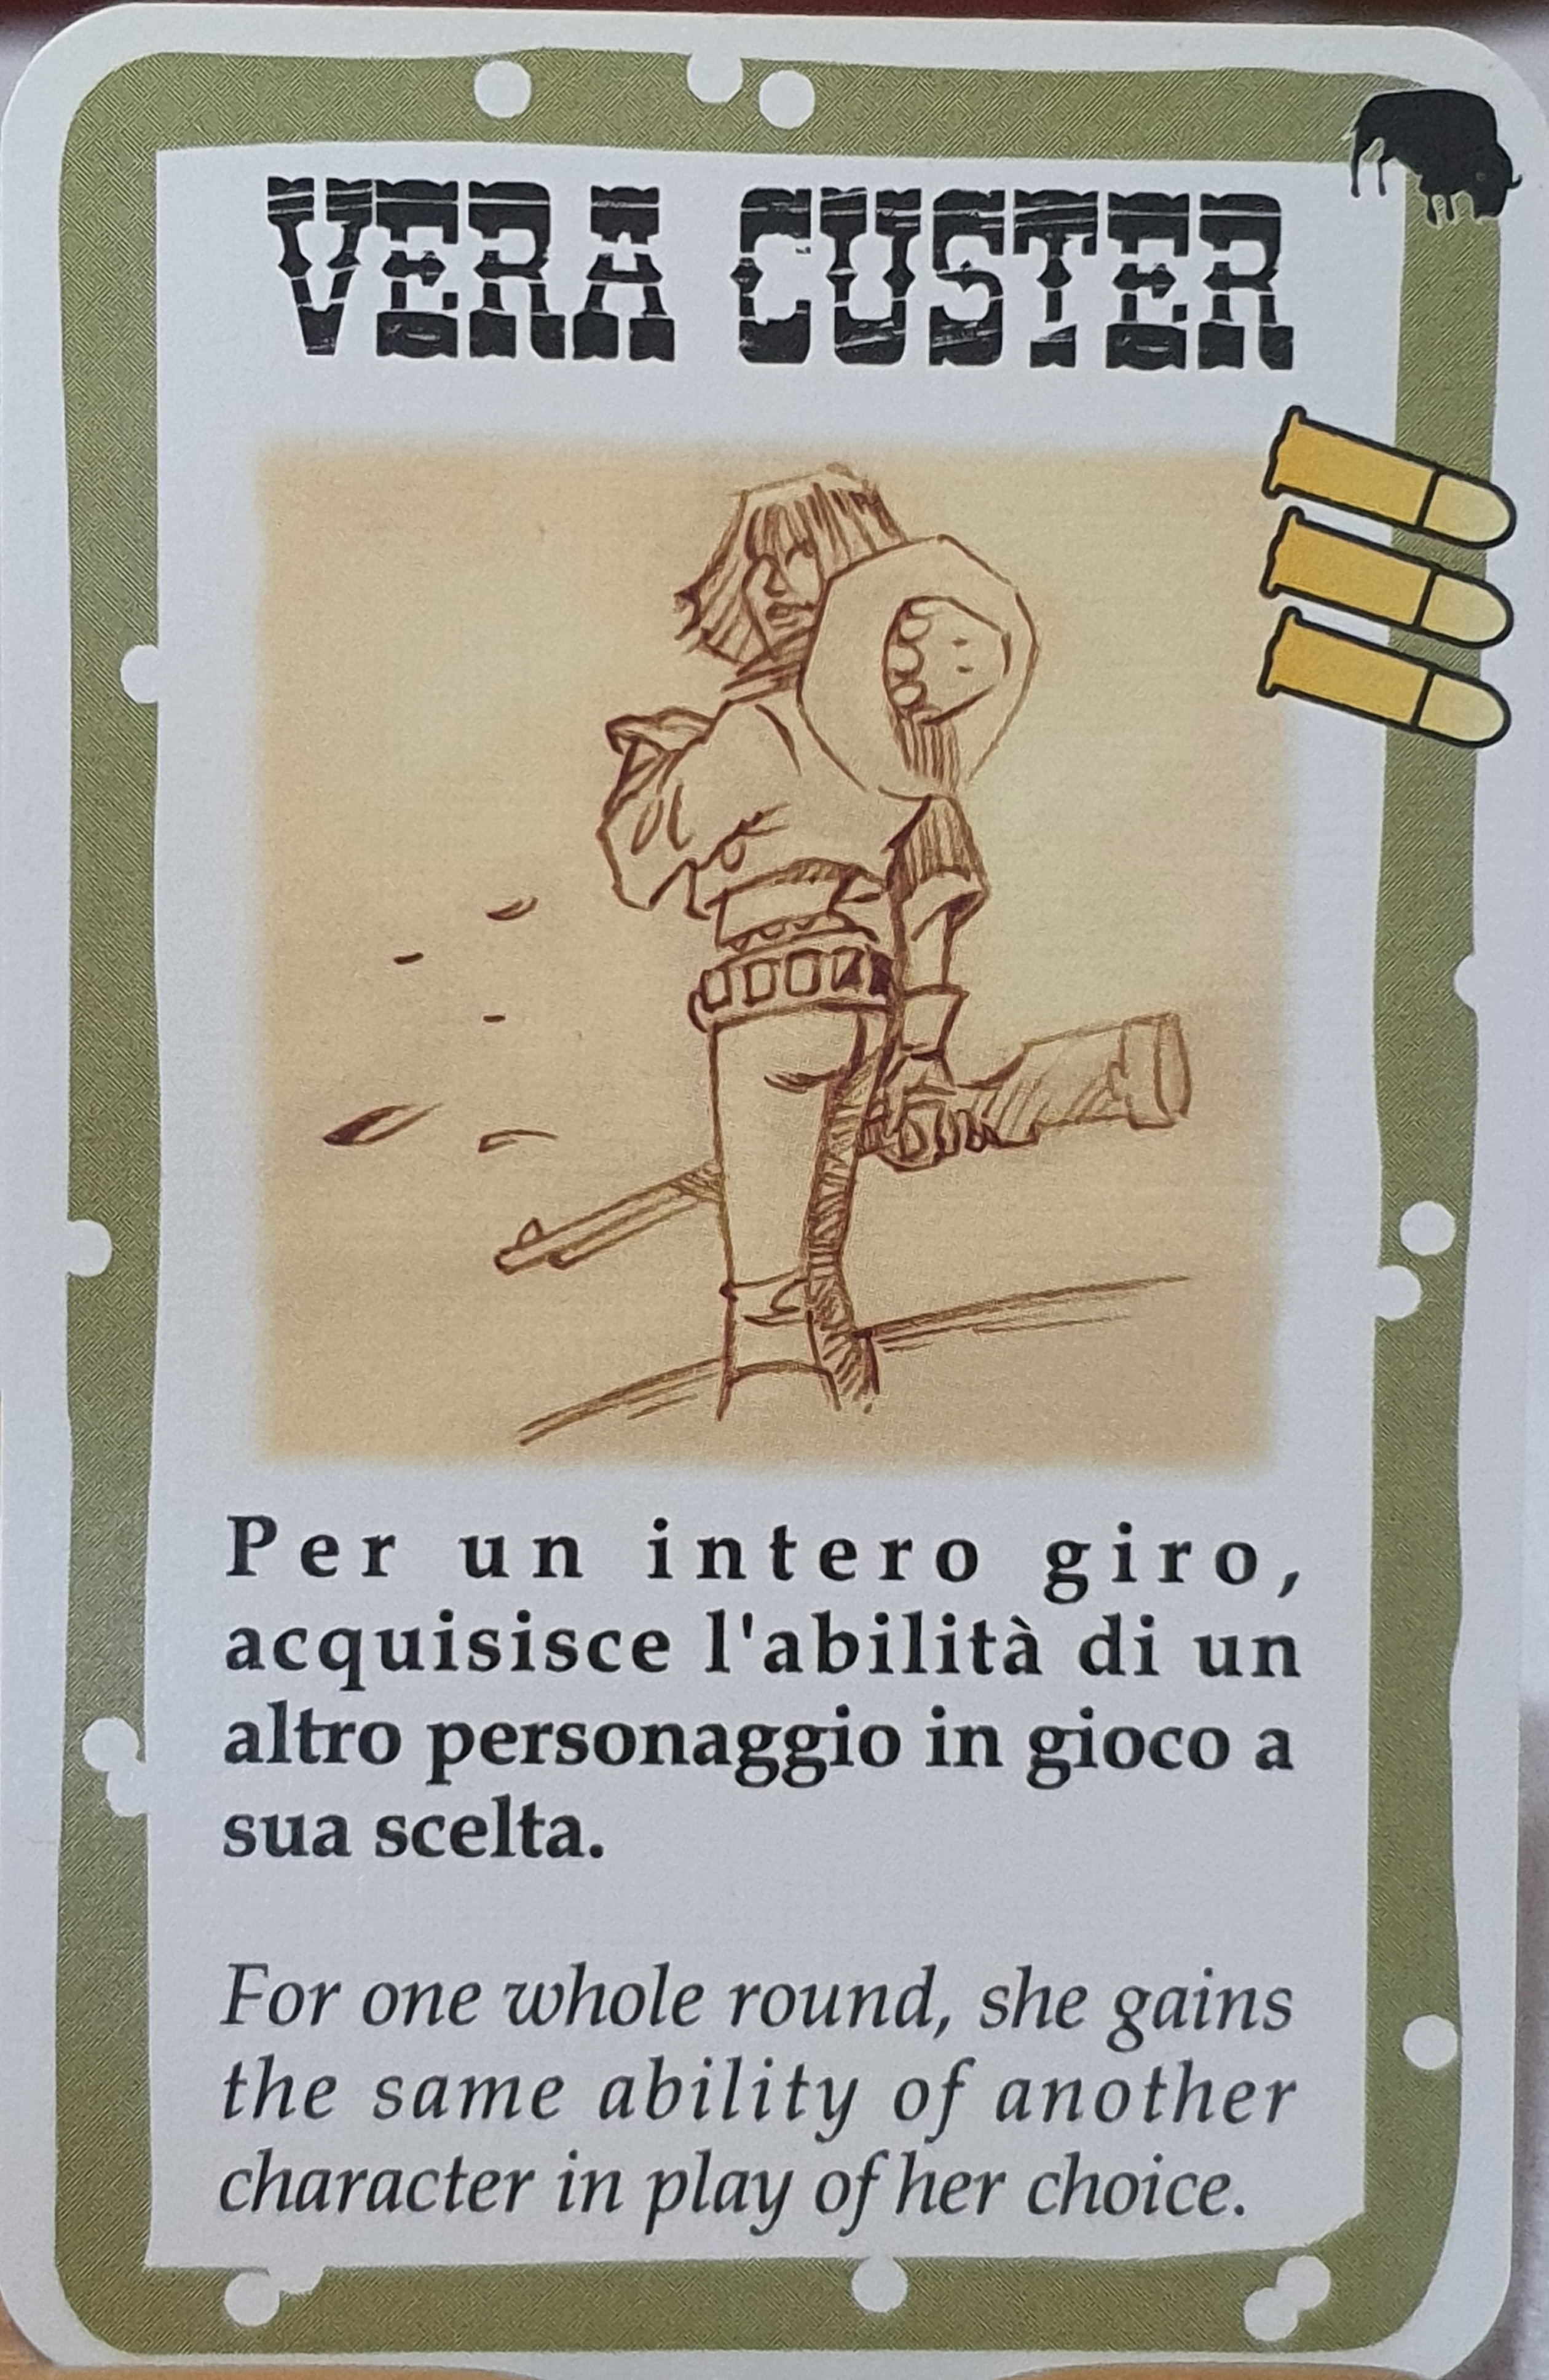 VERA CUSTER
Per un intero giro,
acquisisce l'abilità di un
altro personaggio in gioco a
sua scelta.
For one whole round, she gains
the same ability of another
character in play of her choice.